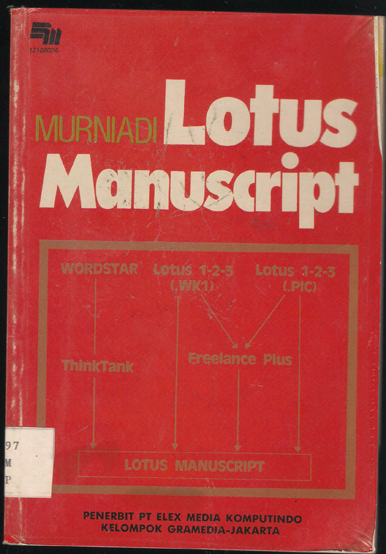 MURNIADI Lotus
Manuscript
WORDSTAR Lotus 1-2-3 Lotus 1-2-3
(.WK1) (.PIC)
ThinkTank Freelance Plus
LOTUS MANUSCRIPT
97
M
P
PENERBIT PT ELEX MEDIA KOMPUTINDO
KELOMPOK GRAMEDIA-JAKARTA